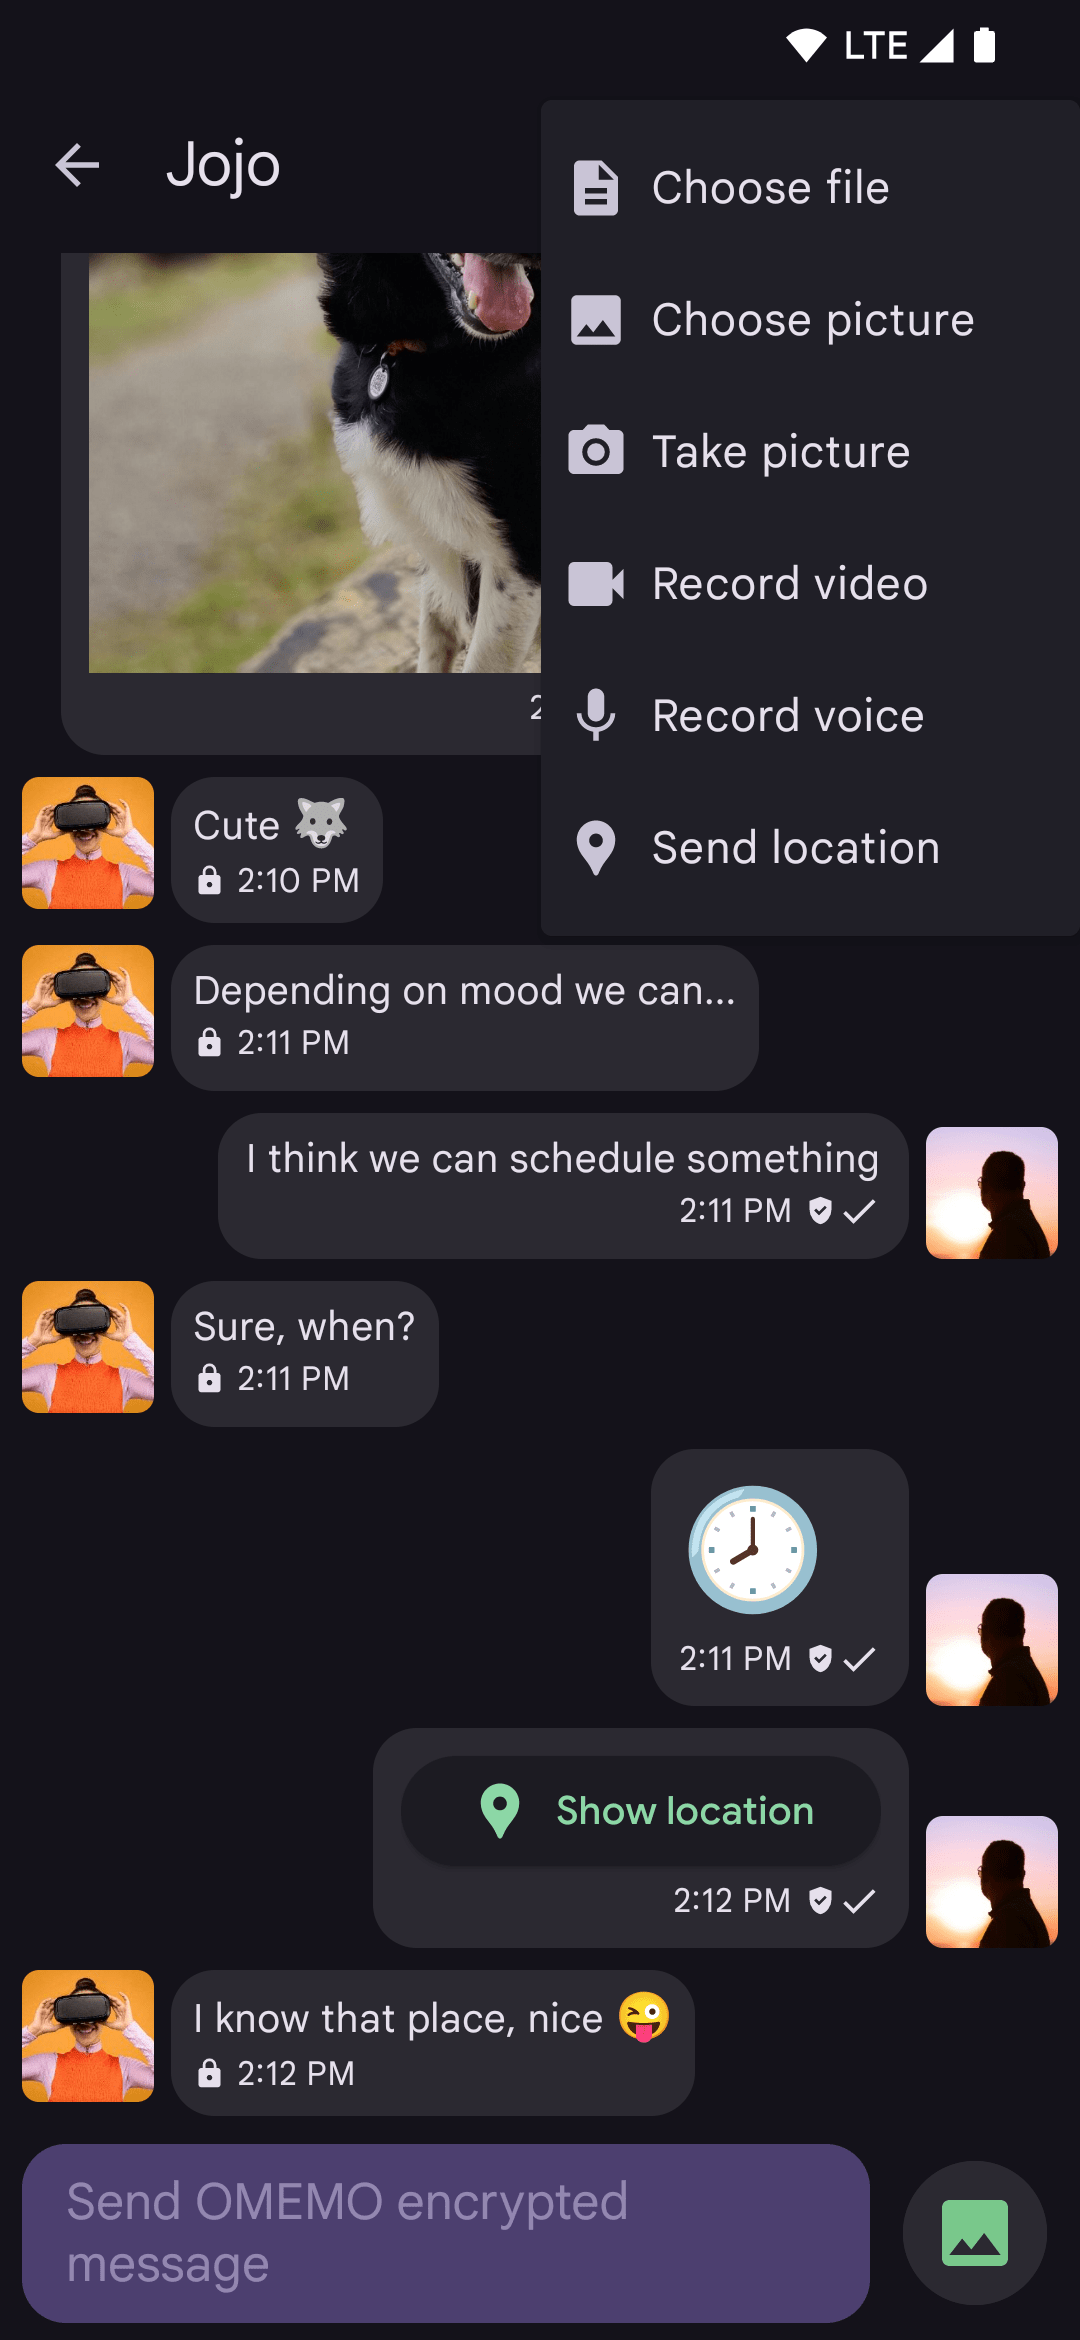 LTE
Jojo
Choose file
Choose picture
Take picture
Record video
Record voice
Send location
Cute 🐺
2:10 PM
Depending on mood we can...
2:11 PM
I think we can schedule something
2:11 PM
Sure, when?
2:11 PM
2:11 PM
Show location
2:12 PM
I know that place, nice 😜
2:12 PM
Send OMEMO encrypted
message